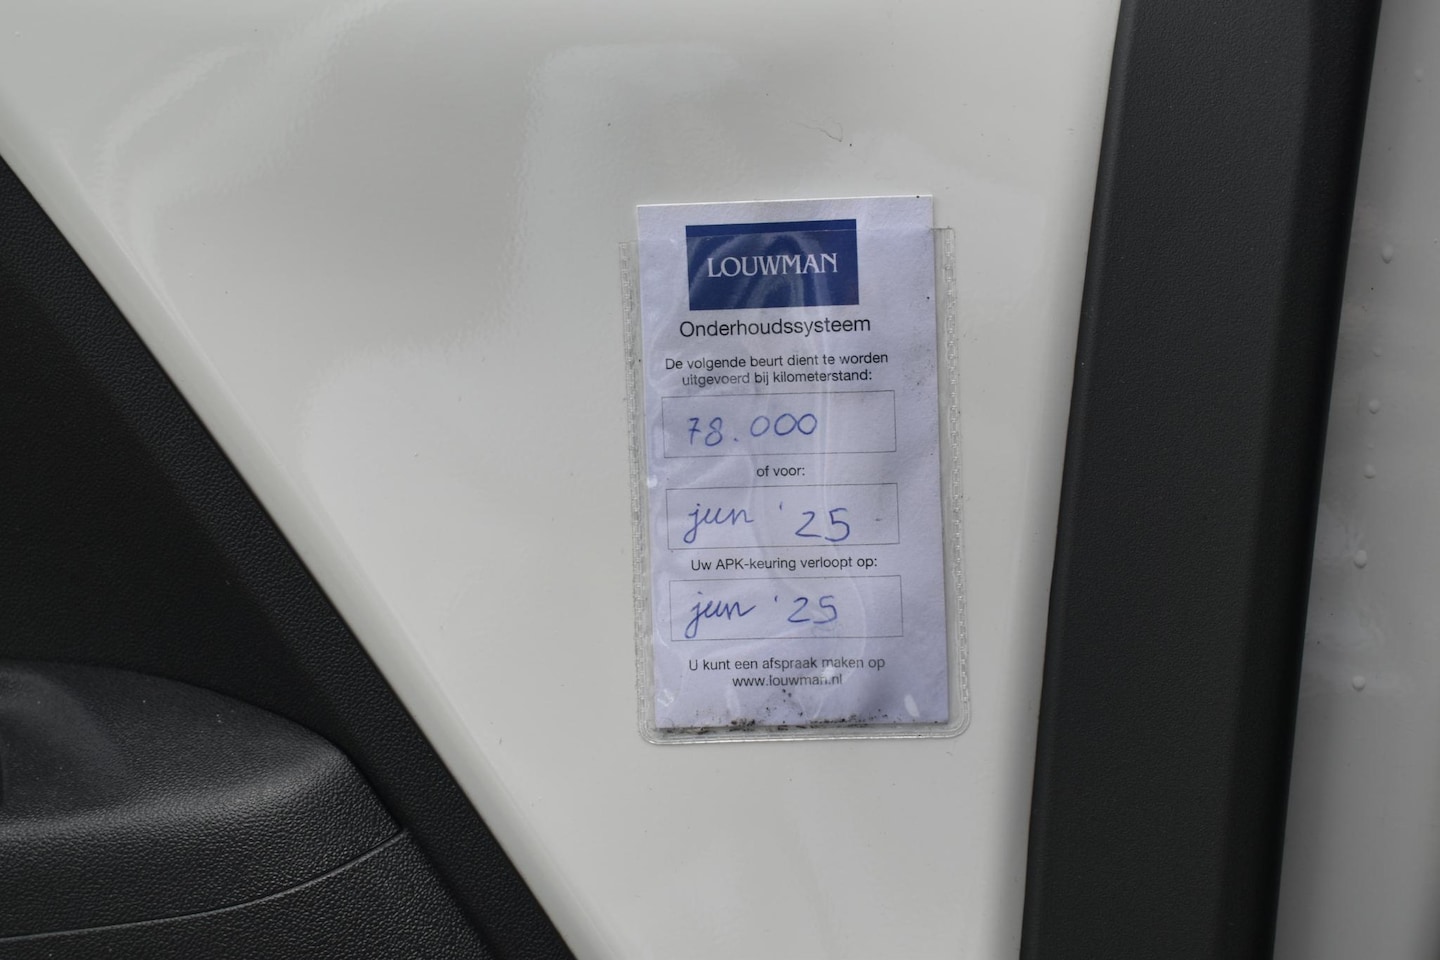 LOUWMAN
Onderhoudssysteem
De volgende beurt dient te worden
uitgevoerd bij kilometerstand:
78.000
of voor:
jun '25
Uw APK-keuring verloopt op:
jun '25
U kunt een afspraak maken op
www.louwman.nl